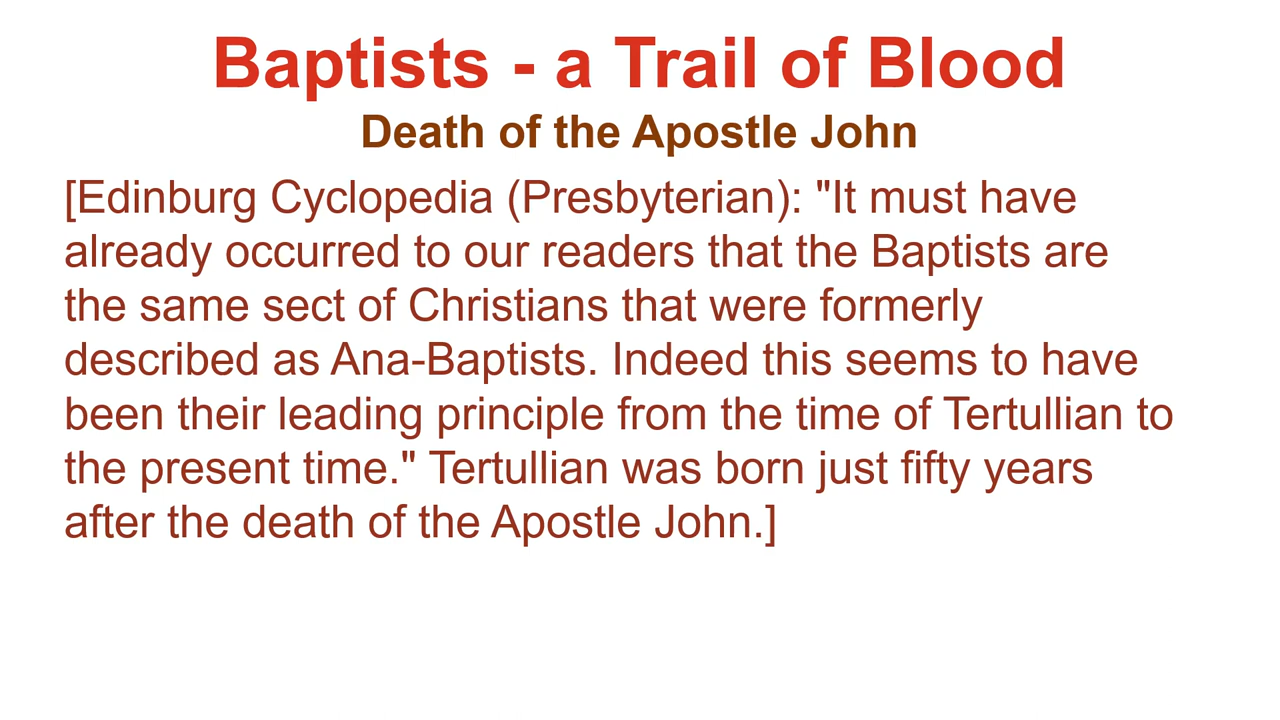 Baptists - a Trail of Blood
Death of the Apostle John
[Edinburg Cyclopedia (Presbyterian): "It must have
already occurred to our readers that the Baptists are
the same sect of Christians that were formerly
described as Ana-Baptists. Indeed this seems to have
been their leading principle from the time of Tertullian to
the present time." Tertullian was born just fifty years
after the death of the Apostle John.]